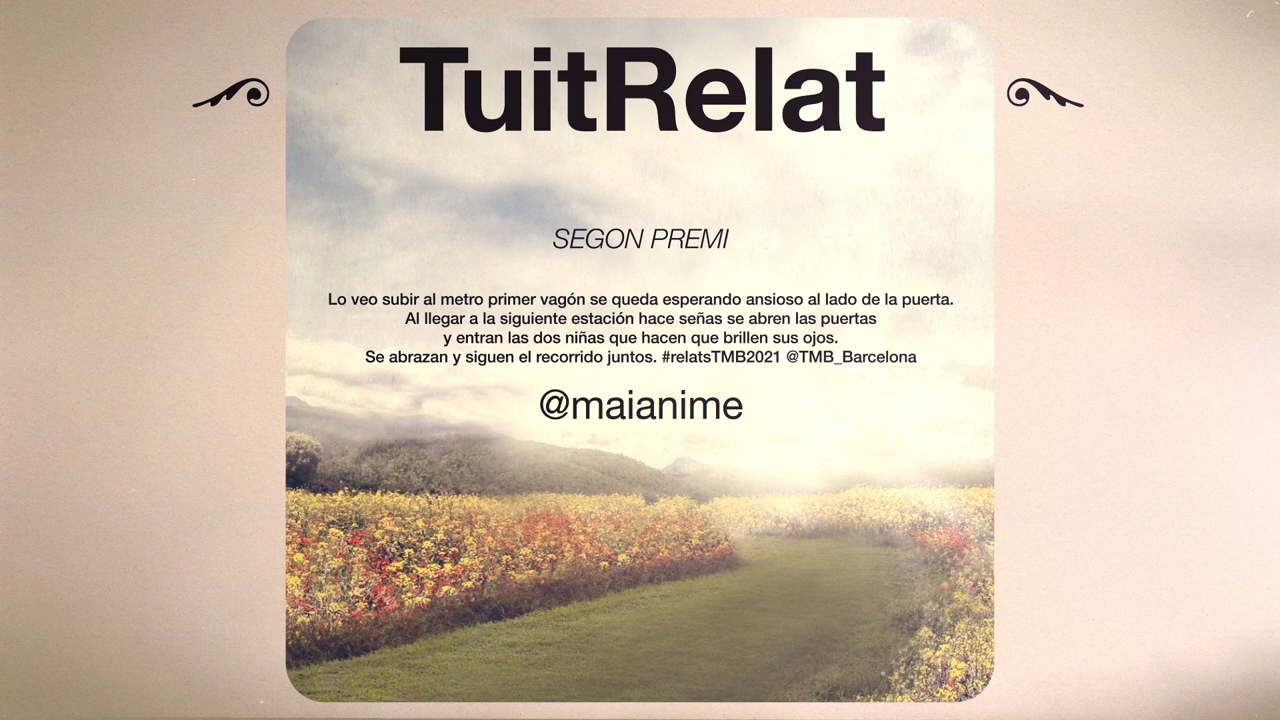 TuitRelat
SEGON PREMI
Lo veo subir al metro primer vagón se queda esperando ansioso al lado de la puerta.
Al llegar a la siguiente estación hace señas se abren las puertas
y entran las dos niñas que hacen que brillen sus ojos.
Se abrazan y siguen el recorrido juntos. #relatsTMB2021 @TMB_Barcelona
@maianime